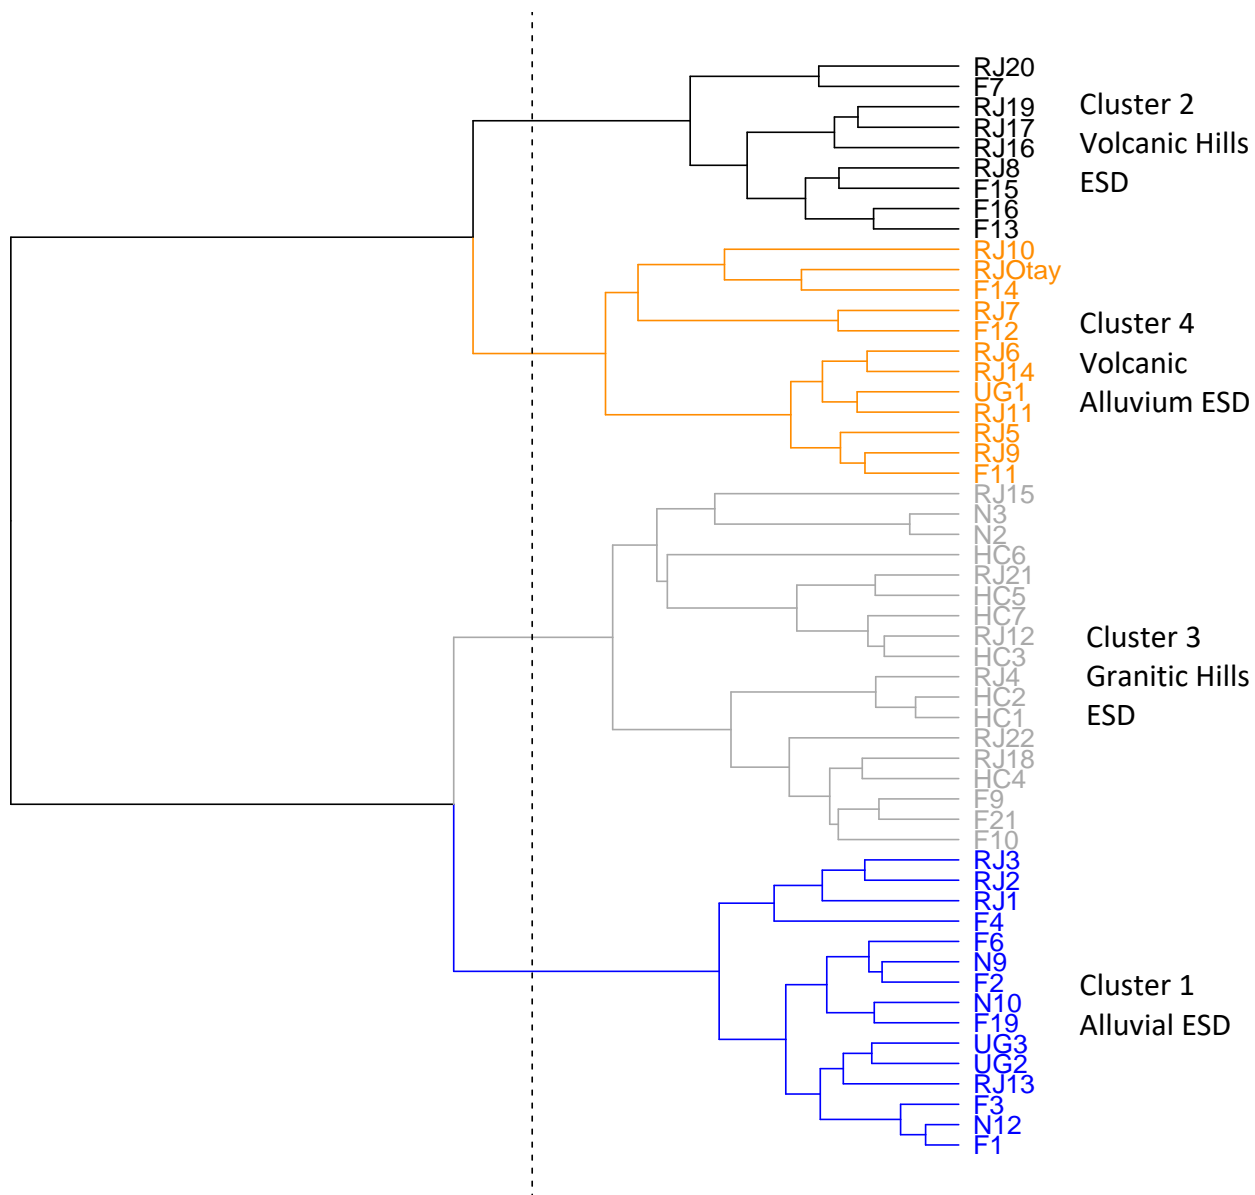 RJ20
F7
RJ19
RJ17
RJ16
RJ8
F15
F16
F13
Cluster 2
Volcanic Hills
ESD
RJ10
RJOtay
F14
RJ7
F12
RJ6
RJ14
UG1
RJ11
RJ5
RJ9
F11
Cluster 4
Volcanic
Alluvium ESD
RJ15
N3
N2
HC6
RJ21
HC5
HC7
RJ12
HC3
RJ4
HC2
HC1
RJ22
RJ18
HC4
F9
F21
F10
Cluster 3
Granitic Hills
ESD
RJ3
RJ2
RJ1
F4
F6
N9
F2
N10
F19
UG3
UG2
RJ13
F3
N12
F1
Cluster 1
Alluvial ESD